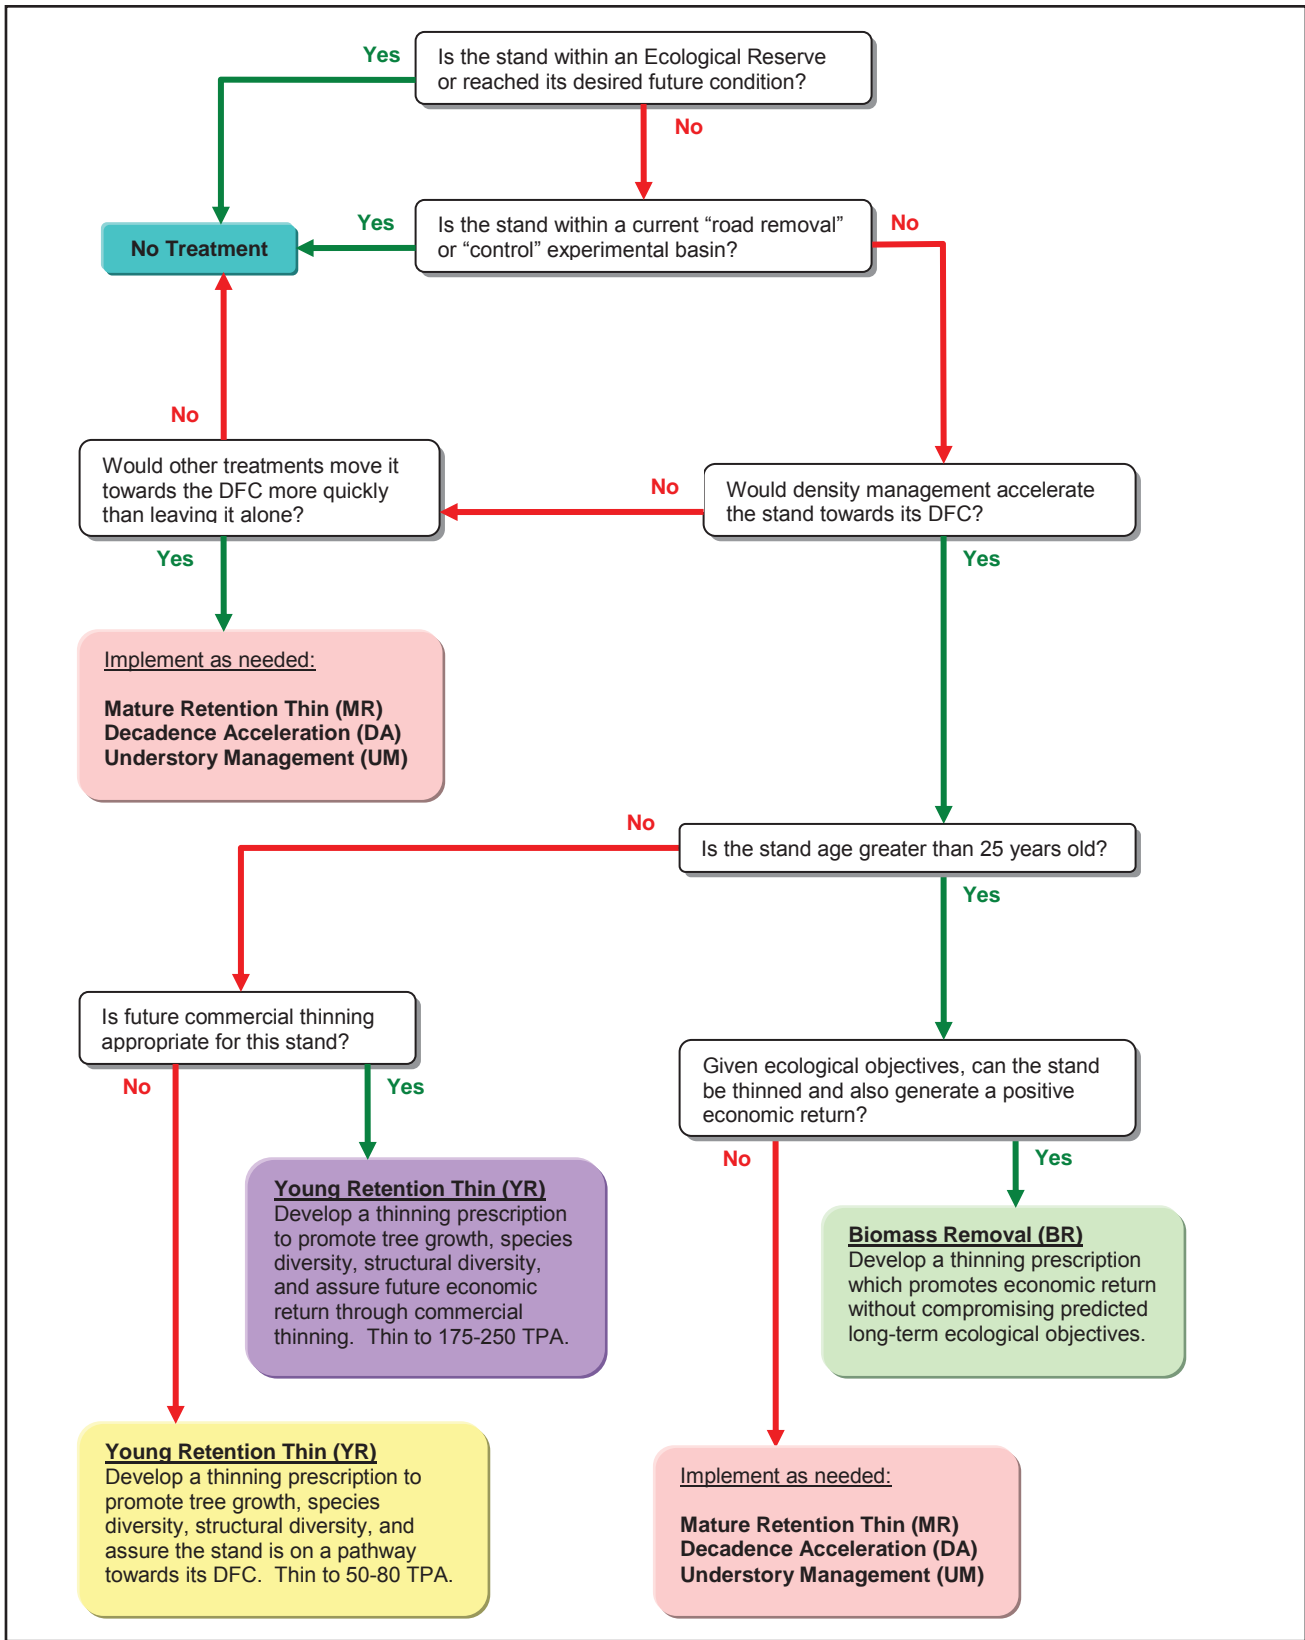 Yes
Is the stand within an Ecological Reserve
or reached its desired future condition?
No
Yes
Is the stand within a current “road removal”
or “control” experimental basin?
No
No Treatment
No
Would other treatments move it
towards the DFC more quickly
than leaving it alone?
No
Would density management accelerate
the stand towards its DFC?
Yes
Yes
Implement as needed:
Mature Retention Thin (MR)
Decadence Acceleration (DA)
Understory Management (UM)
No
Is the stand age greater than 25 years old?
Yes
Is future commercial thinning
appropriate for this stand?
No
Yes
Given ecological objectives, can the stand
be thinned and also generate a positive
economic return?
No
Yes
Young Retention Thin (YR)
Develop a thinning prescription
to promote tree growth, species
diversity, structural diversity,
and assure future economic
return through commercial
thinning. Thin to 175-250 TPA.
Biomass Removal (BR)
Develop a thinning prescription
which promotes economic return
without compromising predicted
long-term ecological objectives.
Young Retention Thin (YR)
Develop a thinning prescription to
promote tree growth, species
diversity, structural diversity, and
assure the stand is on a pathway
towards its DFC. Thin to 50-80 TPA.
Implement as needed:
Mature Retention Thin (MR)
Decadence Acceleration (DA)
Understory Management (UM)